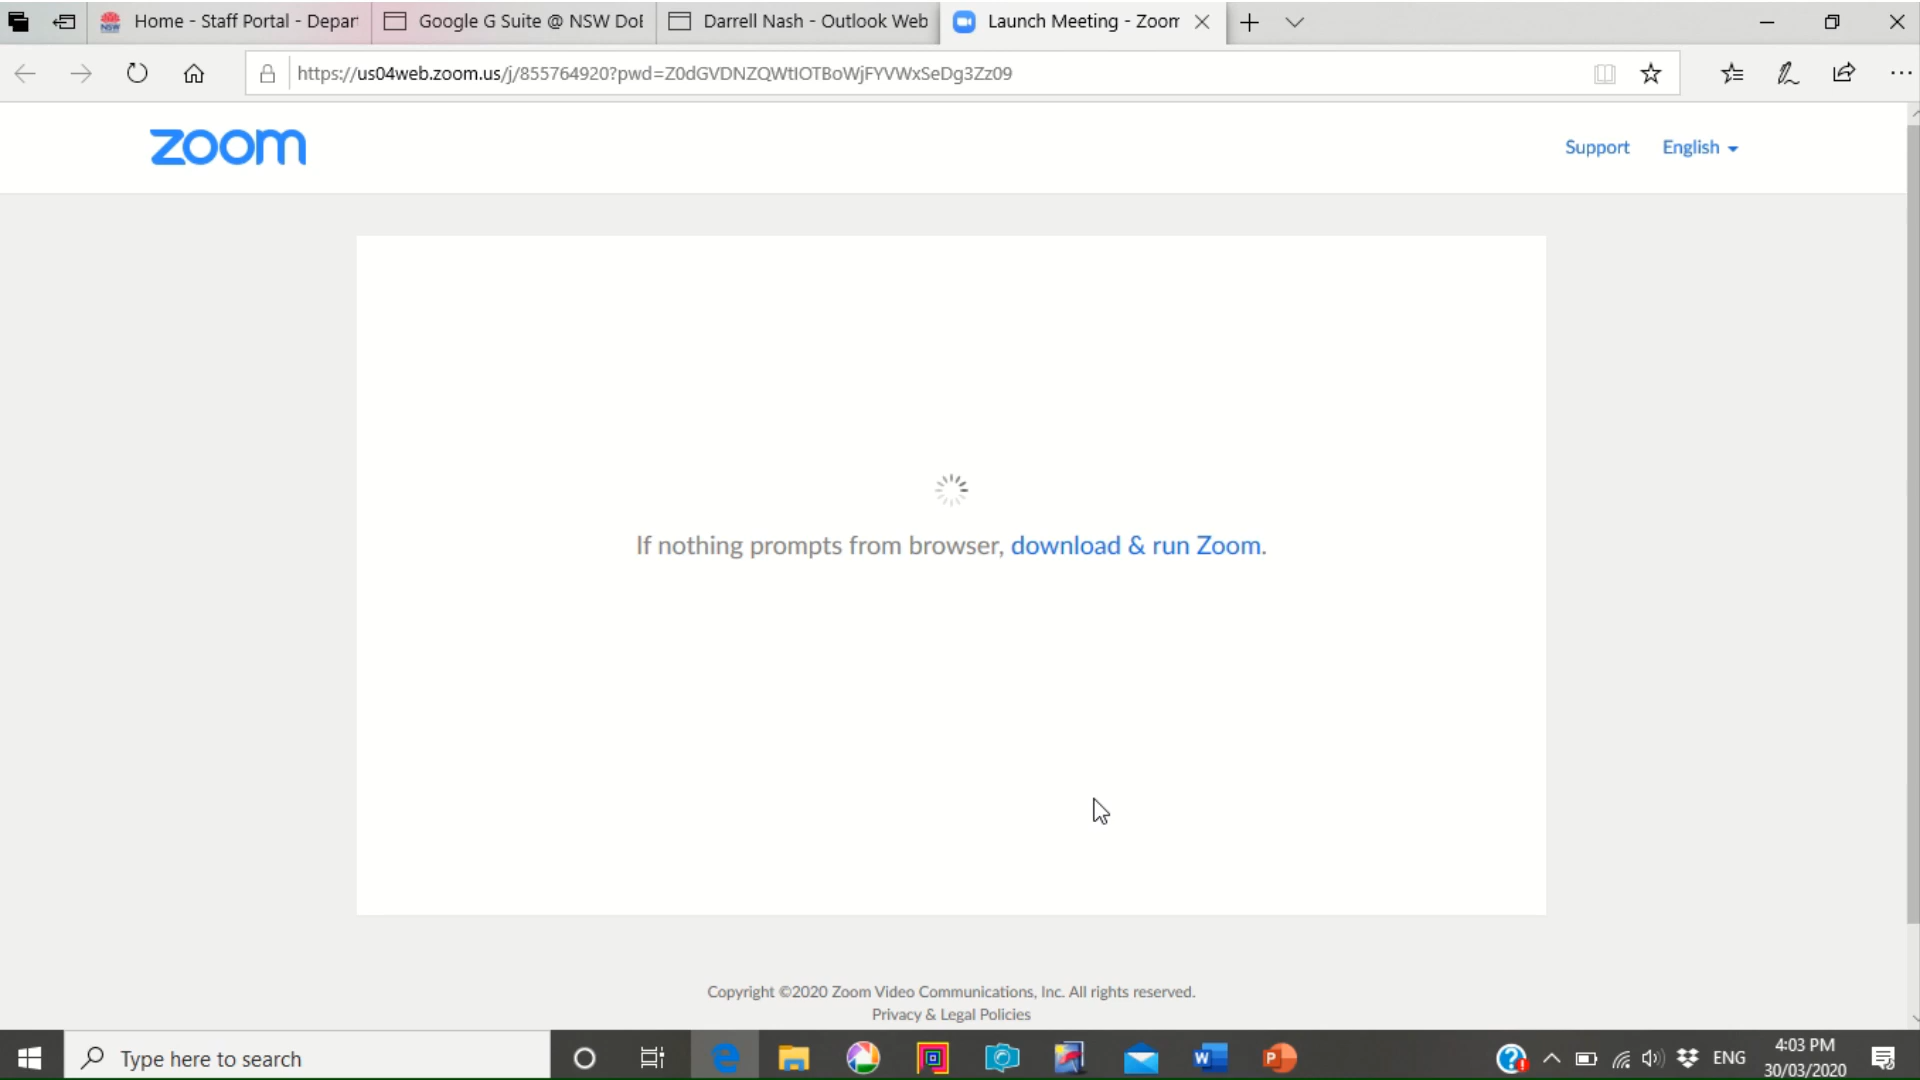 Home - Staff Portal - Depar
Google G Suite @ NSW DoE
Darrell Nash - Outlook Web
Launch Meeting - Zoom
https://us04web.zoom.us/j/855764920?pwd=Z0dGVDNZQWtIOTBoWjFYVWxSeDg3Zz09
zoom
Support
English
If nothing prompts from browser, download & run Zoom.
Copyright ©2020 Zoom Video Communications, Inc. All rights reserved.
Privacy & Legal Policies
Type here to search
ENG
4:03 PM
30/03/2020